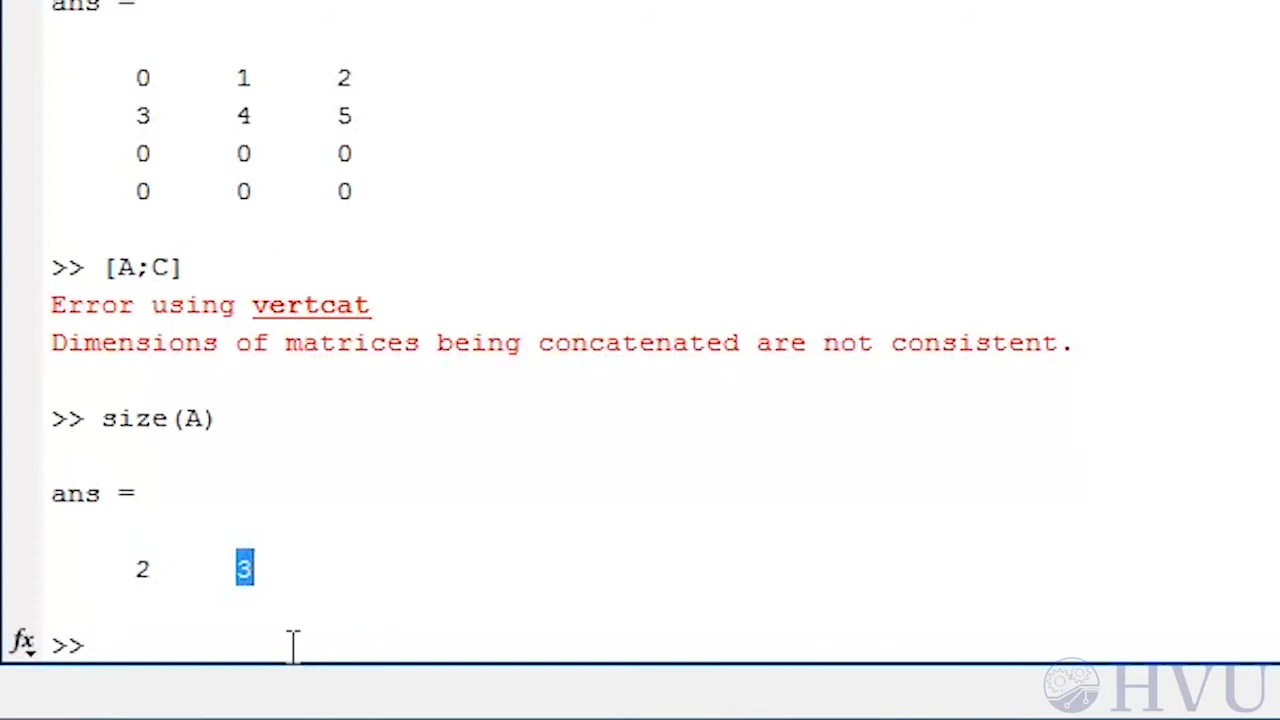 ans =
0 1 2
3 4 5
0 0 0
0 0 0
>> [A;C]
Error using vertcat
Dimensions of matrices being concatenated are not consistent.
>> size(A)
ans =
2 3
fx >>
HVU